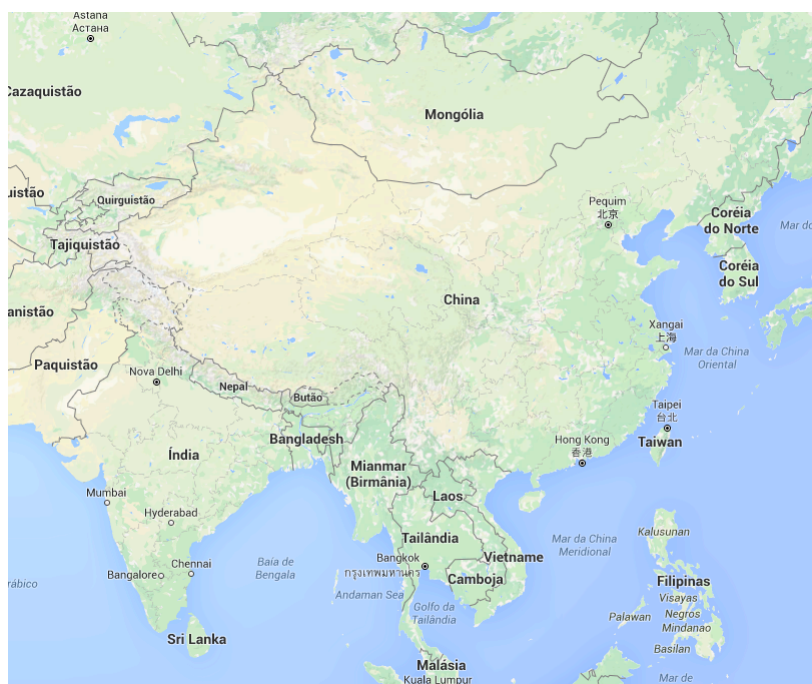 Astana
Астана
Cazaquistão
Mongólia
uistão
Quirguistão
Pequim
北京
Coréia
do Norte
Mar do
Tajiquistão
Coréia
do Sul
China
anistão
Xangai
上海
Mar da China
Oriental
Paquistão
Nova Delhi
Nepal
Butão
Taipei
台北
Bangladesh
Hong Kong
香港
Taiwan
Índia
Mianmar
(Birmânia)
Laos
Mumbai
Hyderabad
Kalusunan
Tailândia
Mar da China
Meridional
Vietname
Baia de
Bengala
Bangkok
กรุงเทพมหานคร
Chennai
Bangalore
Camboja
Filipinas
rábico
Andaman Sea
Visayas
Golfo da
Tailândia
Palawan
Negros
Mindanao
Sri Lanka
Basilan
Malásia
Kuala Lumpur
Mar de